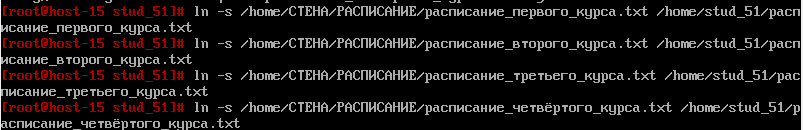 [root@host-15 stud_51]# ln -s /home/СТЕНА/РАСПИСАНИЕ/расписание_первого_курса.txt /home/stud_51/расп
исание_первого_курса.txt
[root@host-15 stud_51]# ln -s /home/СТЕНА/РАСПИСАНИЕ/расписание_второго_курса.txt /home/stud_51/расп
исание_второго_курса.txt
[root@host-15 stud_51]# ln -s /home/СТЕНА/РАСПИСАНИЕ/расписание_третьего_курса.txt /home/stud_51/рас
писание_третьего_курса.txt
[root@host-15 stud_51]# ln -s /home/СТЕНА/РАСПИСАНИЕ/расписание_четвёртого_курса.txt /home/stud_51/р
асписание_четвёртого_курса.txt